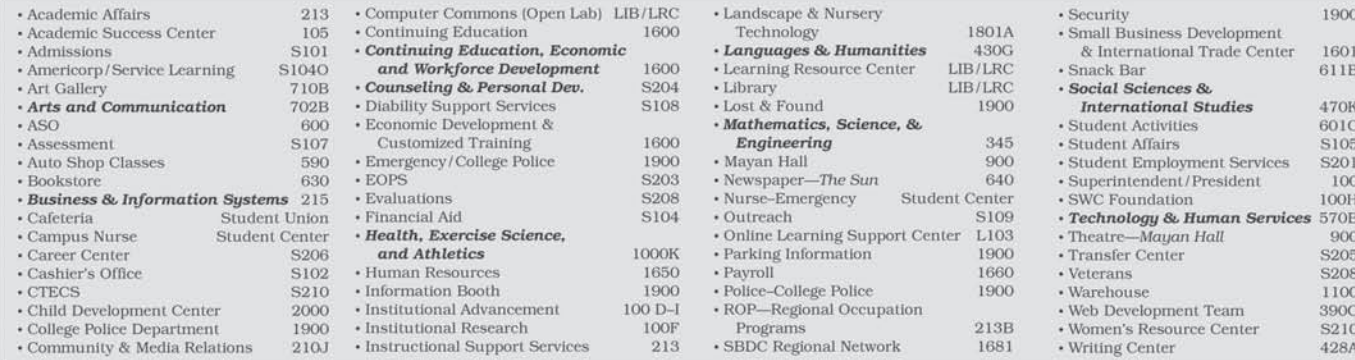 • Academic Affairs 213
• Academic Success Center 105
• Admissions S101
• Americorp/Service Learning S104O
• Art Gallery 710B
• Arts and Communication 702B
• ASO 600
• Assessment S107
• Auto Shop Classes 590
• Bookstore 630
• Business & Information Systems 215
• Cafeteria Student Union
• Campus Nurse Student Center
• Career Center S206
• Cashier's Office S102
• CTECS S210
• Child Development Center 2000
• College Police Department 1900
• Community & Media Relations 210J
• Computer Commons (Open Lab) LIB/LRC
• Continuing Education 1600
• Continuing Education, Economic
and Workforce Development 1600
• Counseling & Personal Dev. S204
• Diability Support Services S108
• Economic Development &
Customized Training 1600
• Emergency/College Police 1900
• EOPS S203
• Evaluations S208
• Financial Aid S104
• Health, Exercise Science,
and Athletics 1000K
• Human Resources 1650
• Information Booth 1900
• Institutional Advancement 100 D–I
• Institutional Research 100F
• Instructional Support Services 213
• Landscape & Nursery
Technology 1801A
• Languages & Humanities 430G
• Learning Resource Center LIB/LRC
• Library LIB/LRC
• Lost & Found 1900
• Mathematics, Science, &
Engineering 345
• Mayan Hall 900
• Newspaper—The Sun 640
• Nurse–Emergency Student Center
• Outreach S109
• Online Learning Support Center L103
• Parking Information 1900
• Payroll 1660
• Police–College Police 1900
• ROP—Regional Occupation
Programs 213B
• SBDC Regional Network 1681
• Security 1900
• Small Business Development
& International Trade Center 1601
• Snack Bar 611B
• Social Sciences &
International Studies 470K
• Student Activities 601C
• Student Affairs S105
• Student Employment Services S201
• Superintendent/President 100
• SWC Foundation 100H
• Technology & Human Services 570E
• Theatre—Mayan Hall 900
• Transfer Center S205
• Veterans S208
• Warehouse 1100
• Web Development Team 390C
• Women's Resource Center S210
• Writing Center 428A